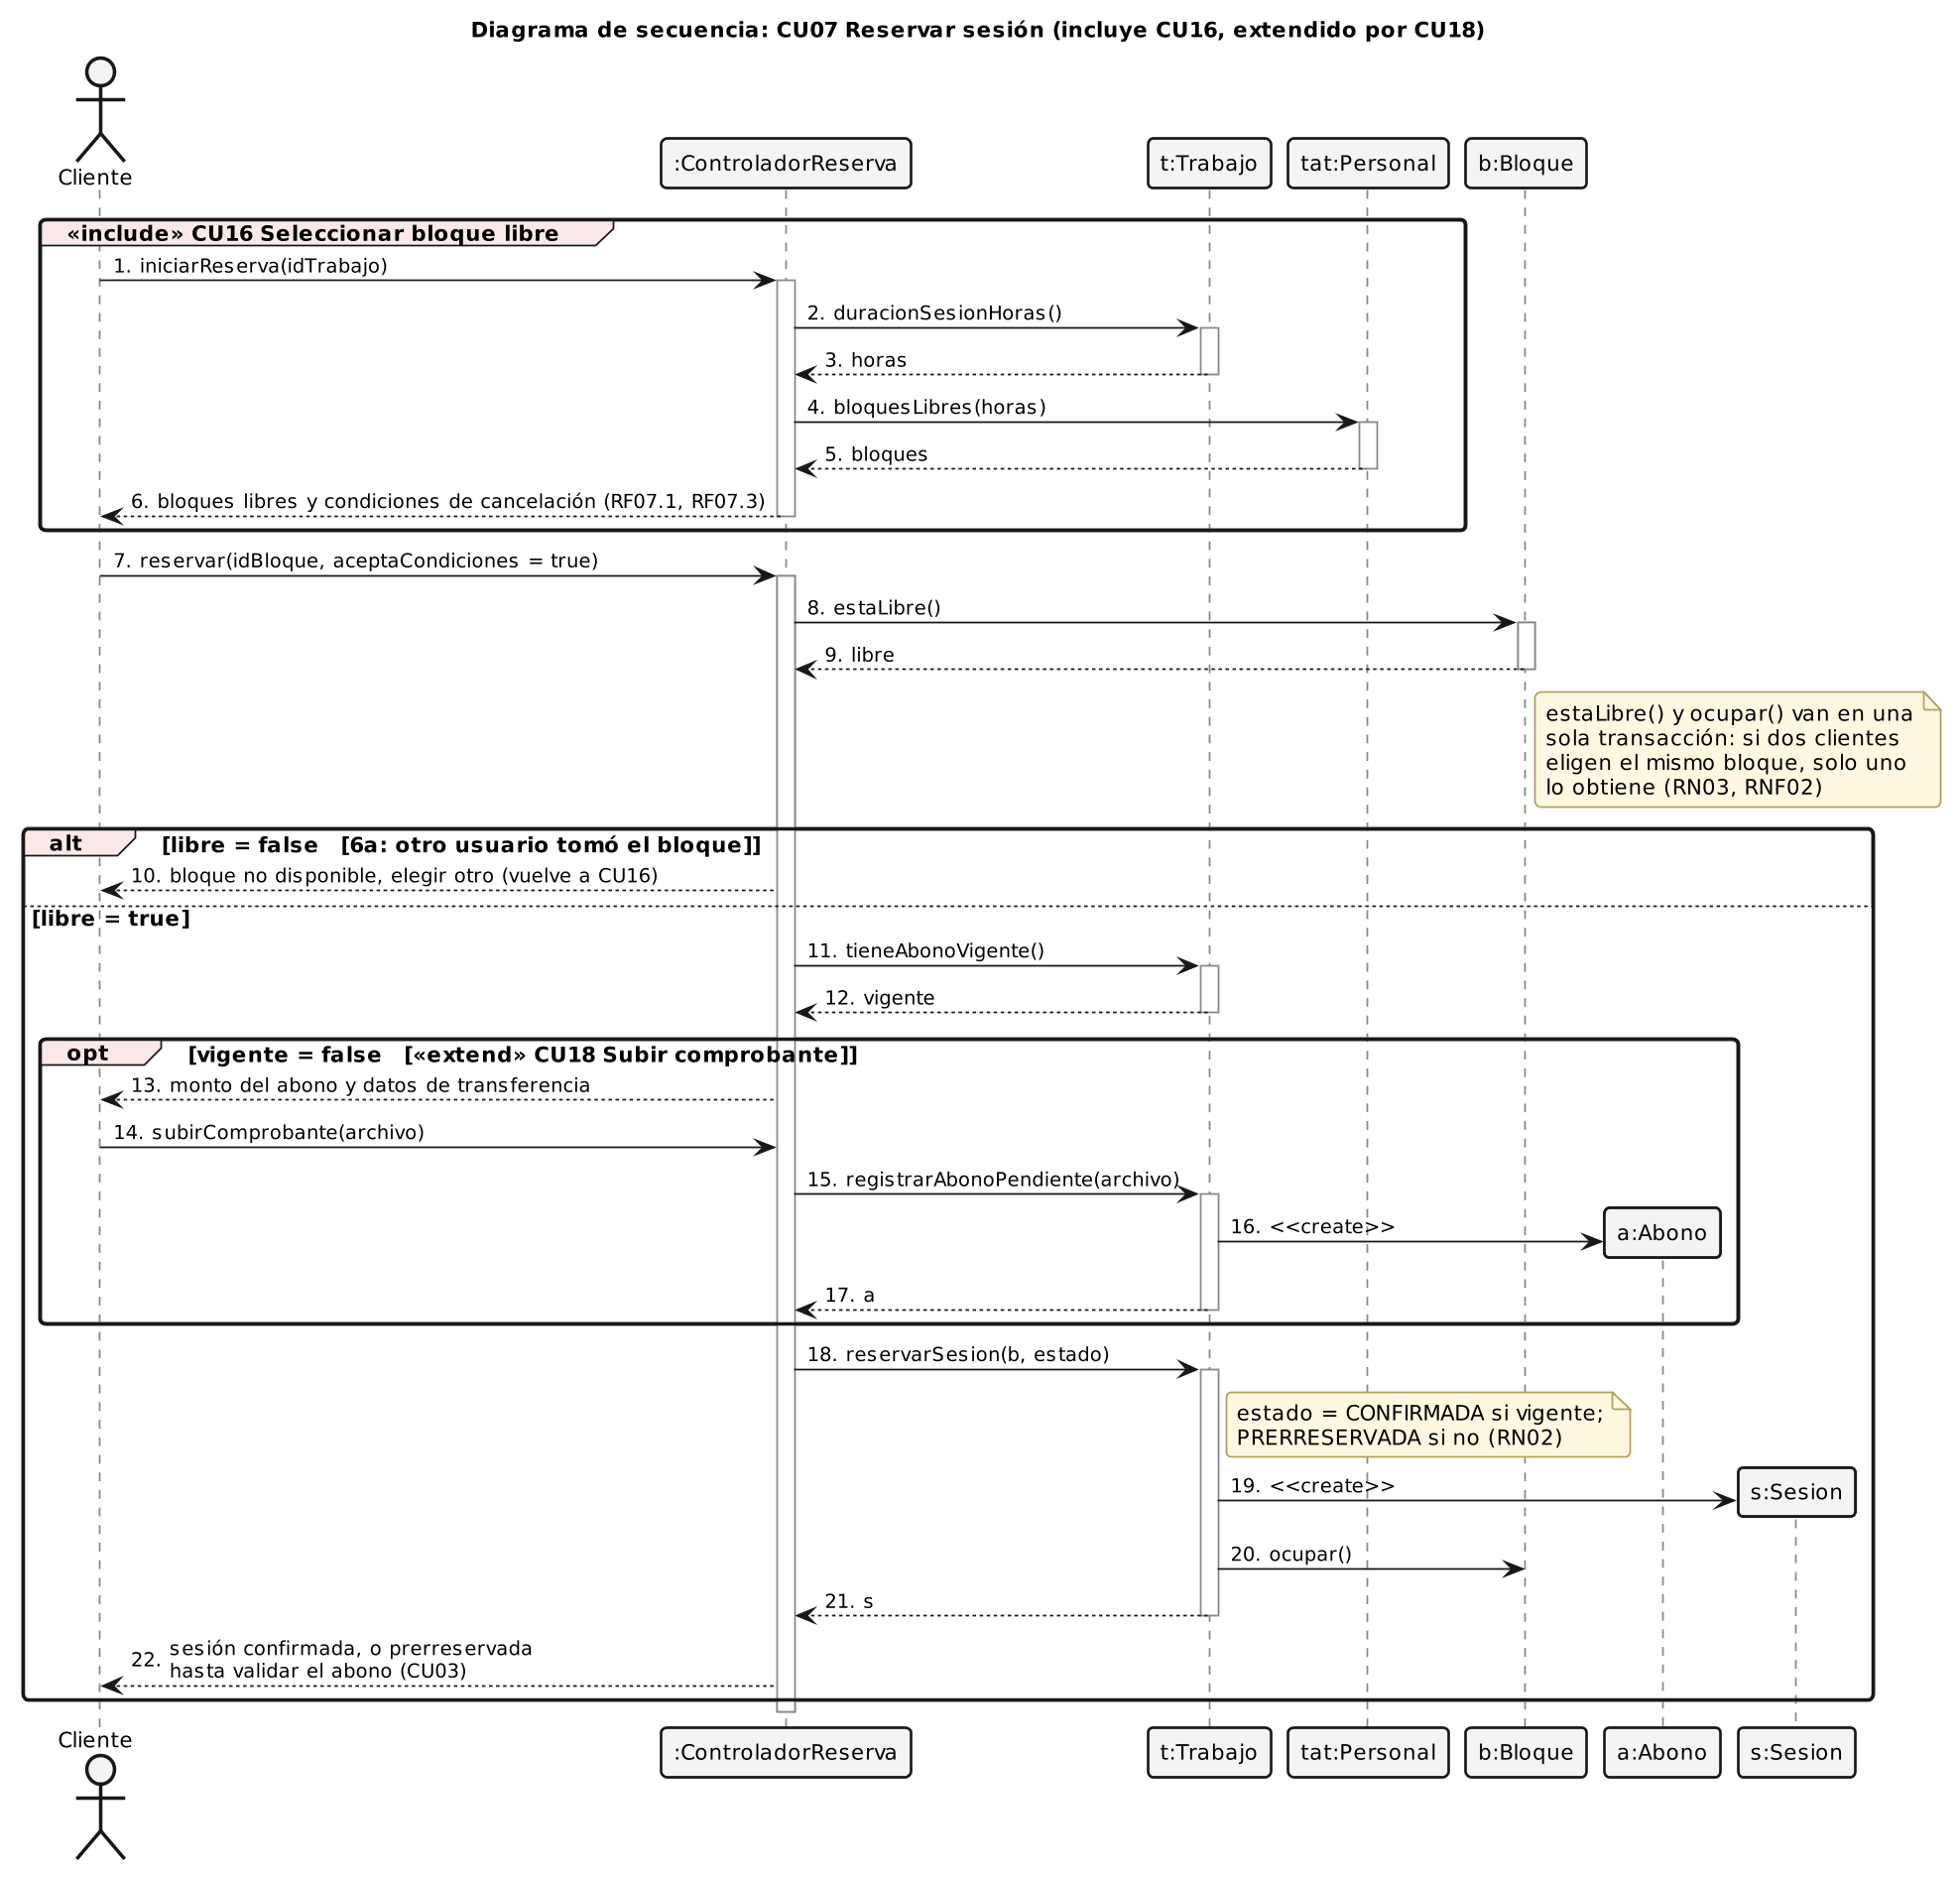 Diagrama de secuencia: CU07 Reservar sesión (incluye CU16, extendido por CU18)
Cliente
:ControladorReserva
t:Trabajo
tat:Personal
b:Bloque
«include» CU16 Seleccionar bloque libre
1. iniciarReserva(idTrabajo)
2. duracionSesionHoras()
3. horas
4. bloquesLibres(horas)
5. bloques
6. bloques libres y condiciones de cancelación (RF07.1, RF07.3)
7. reservar(idBloque, aceptaCondiciones = true)
8. estaLibre()
9. libre
estaLibre() y ocupar() van en una
sola transacción: si dos clientes
eligen el mismo bloque, solo uno
lo obtiene (RN03, RNF02)
alt [libre = false [6a: otro usuario tomó el bloque]]
10. bloque no disponible, elegir otro (vuelve a CU16)
[libre = true]
11. tieneAbonoVigente()
12. vigente
opt [vigente = false [«extend» CU18 Subir comprobante]]
13. monto del abono y datos de transferencia
14. subirComprobante(archivo)
15. registrarAbonoPendiente(archivo)
16. <<create>>
a:Abono
17. a
18. reservarSesion(b, estado)
estado = CONFIRMADA si vigente;
PRERRESERVADA si no (RN02)
19. <<create>>
s:Sesion
20. ocupar()
21. s
22. sesión confirmada, o prerreservada
hasta validar el abono (CU03)
Cliente
:ControladorReserva
t:Trabajo
tat:Personal
b:Bloque
a:Abono
s:Sesion